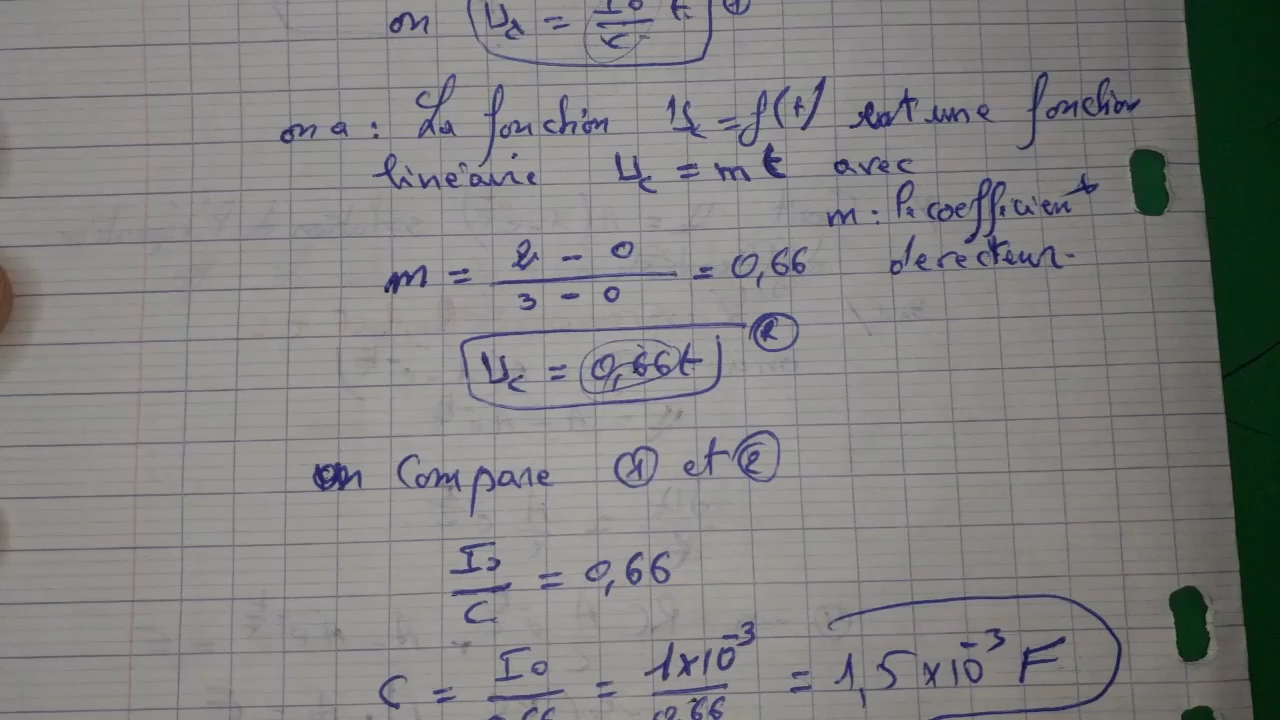 on Uc = I0/C t ①
on a : La fonction Uc = f(t) est une fonction
linéaire Uc = mt avec
m : le coefficient
derecteur.
m = 2 - 0 / 3 - 0 = 0,66
Uc = 0,66t ②
on Compare ① et ②
I0/C = 0,66
C = I0/0,66 = 1x10^-3/0,66 = 1,5x10^-3 F